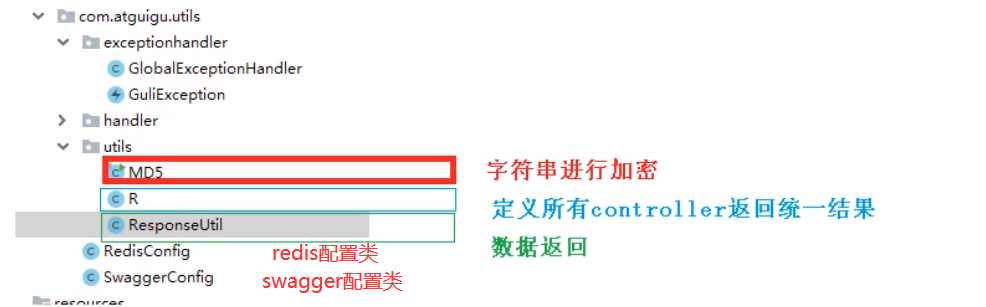 com.atguigu.utils
exceptionhandler
GlobalExceptionHandler
GuliException
handler
utils
MD5 字符串进行加密
R 定义所有controller返回统一结果
ResponseUtil 数据返回
RedisConfig redis配置类
SwaggerConfig swagger配置类
resources